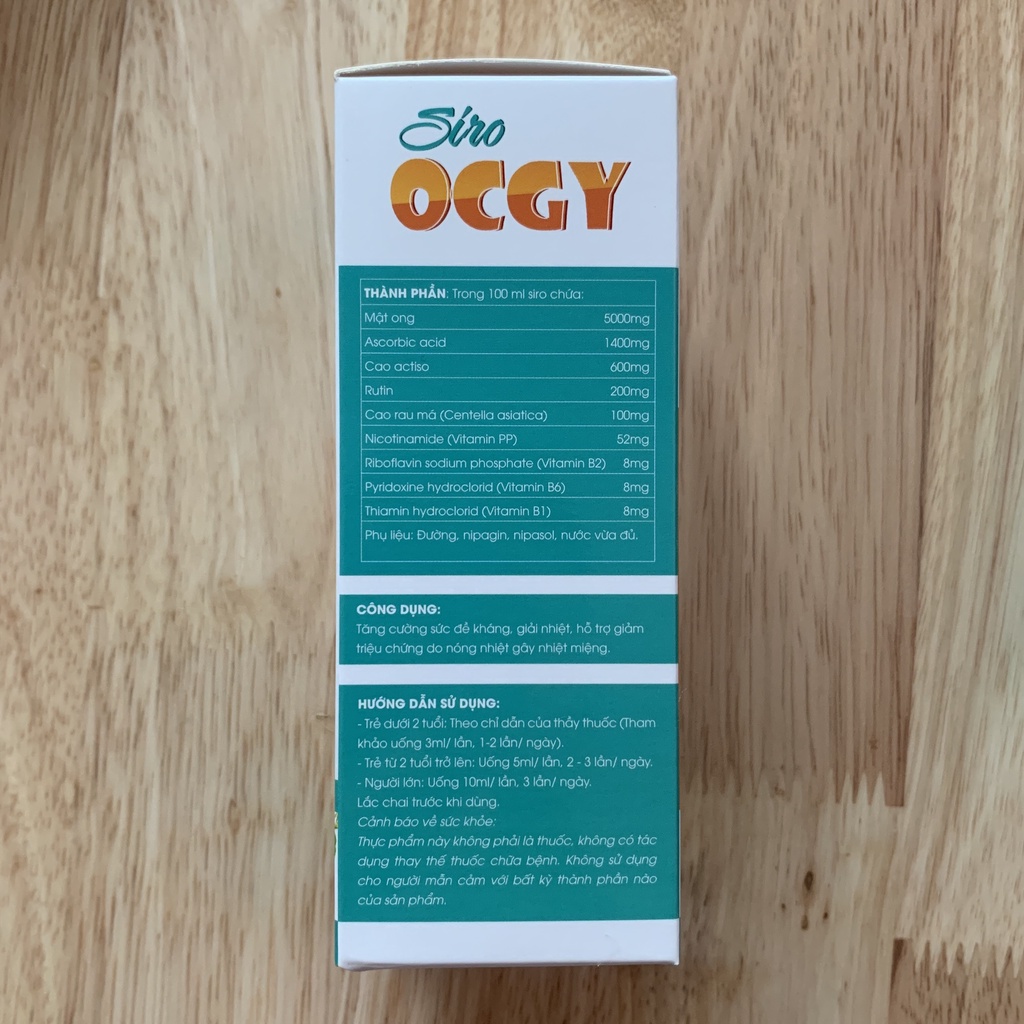 Siro
OCGY
THÀNH PHẦN: Trong 100 ml siro chứa:
Mật ong 5000mg
Ascorbic acid 1400mg
Cao actiso 600mg
Rutin 200mg
Cao rau má (Centella asiatica) 100mg
Nicotinamide (Vitamin PP) 52mg
Riboflavin sodium phosphate (Vitamin B2) 8mg
Pyridoxine hydroclorid (Vitamin B6) 8mg
Thiamin hydroclorid (Vitamin B1) 8mg
Phụ liệu: Đường, nipagin, nipasol, nước vừa đủ.
CÔNG DỤNG:
Tăng cường sức đề kháng, giải nhiệt, hỗ trợ giảm
triệu chứng do nóng nhiệt gây nhiệt miệng.
HƯỚNG DẪN SỬ DỤNG:
- Trẻ dưới 2 tuổi: Theo chỉ dẫn của thầy thuốc (Tham
khảo uống 3ml/ lần, 1-2 lần/ ngày).
- Trẻ từ 2 tuổi trở lên: Uống 5ml/ lần, 2 - 3 lần/ ngày.
- Người lớn: Uống 10ml/ lần, 3 lần/ ngày.
Lắc chai trước khi dùng.
Cảnh báo về sức khỏe:
Thực phẩm này không phải là thuốc, không có tác
dụng thay thế thuốc chữa bệnh. Không sử dụng
cho người mẫn cảm với bất kỳ thành phần nào
của sản phẩm.